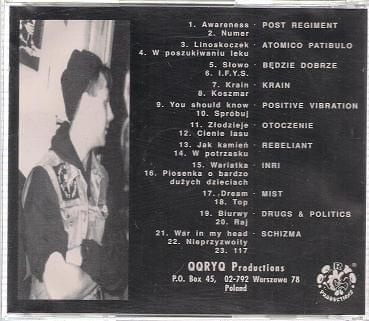 1. Awareness - POST REGIMENT
2. Numer
3. Linoskoczek - ATOMICO PATIBULO
4. W poszukiwaniu leku
5. Słowo - BĘDZIE DOBRZE
6. I.F.Y.S.
7. Krain - KRAIN
8. Koszmar
9. You should know - POSITIVE VIBRATION
10. Spróbuj
11. Złodzieje - OTOCZENIE
12. Cienie lasu
13. Jak kamień - REBELIANT
14. W potrzasku
15. Wariatka - INRI
16. Piosenka o bardzo
dużych dzieciach
17. Dream - MIST
18. Top
19. Biurwy - DRUGS & POLITICS
20. Raj
21. War in my head - SCHIZMA
22. Nieprzyzwoity
23. 117
QQRYQ Productions
P.O. Box 45, 02-792 Warszawa 78
Poland